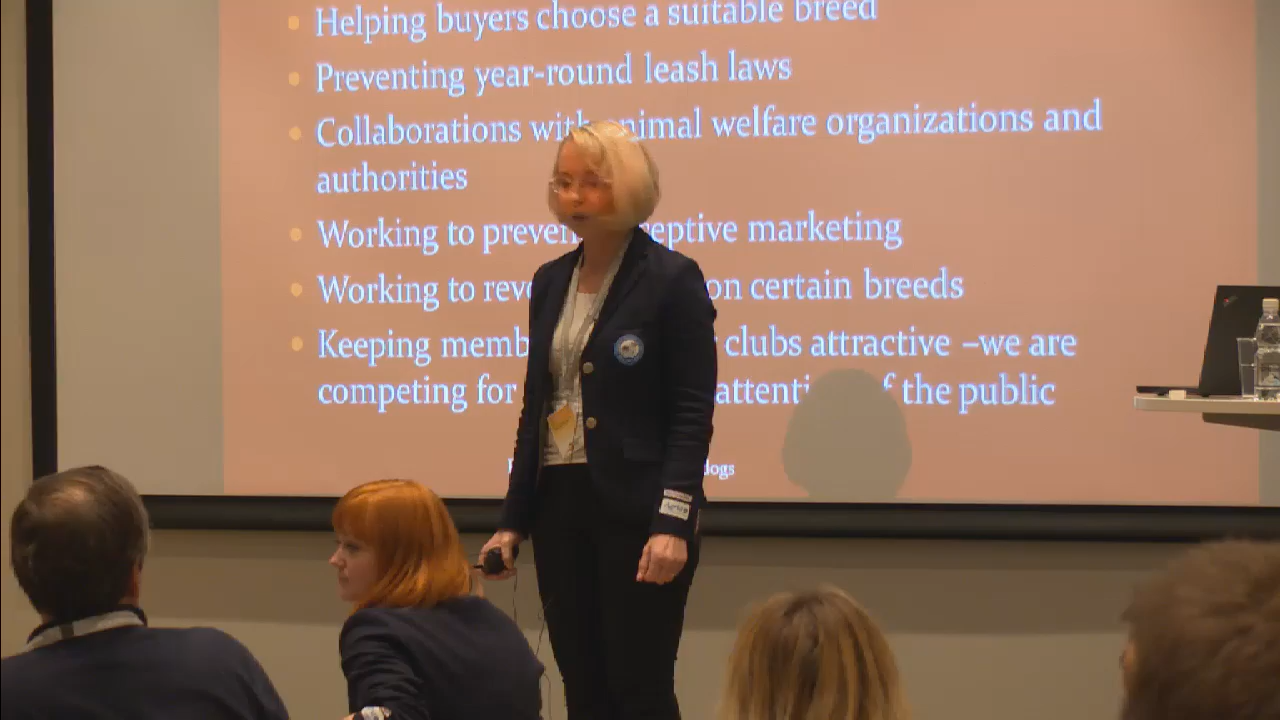 Helping buyers choose a suitable breed
Preventing year-round leash laws
Collaborations with animal welfare organizations and
authorities
Working to preven eptive marketing
Working to rev on certain breeds
Keeping memb clubs attractive –we are
competing for attenti f the public
dogs